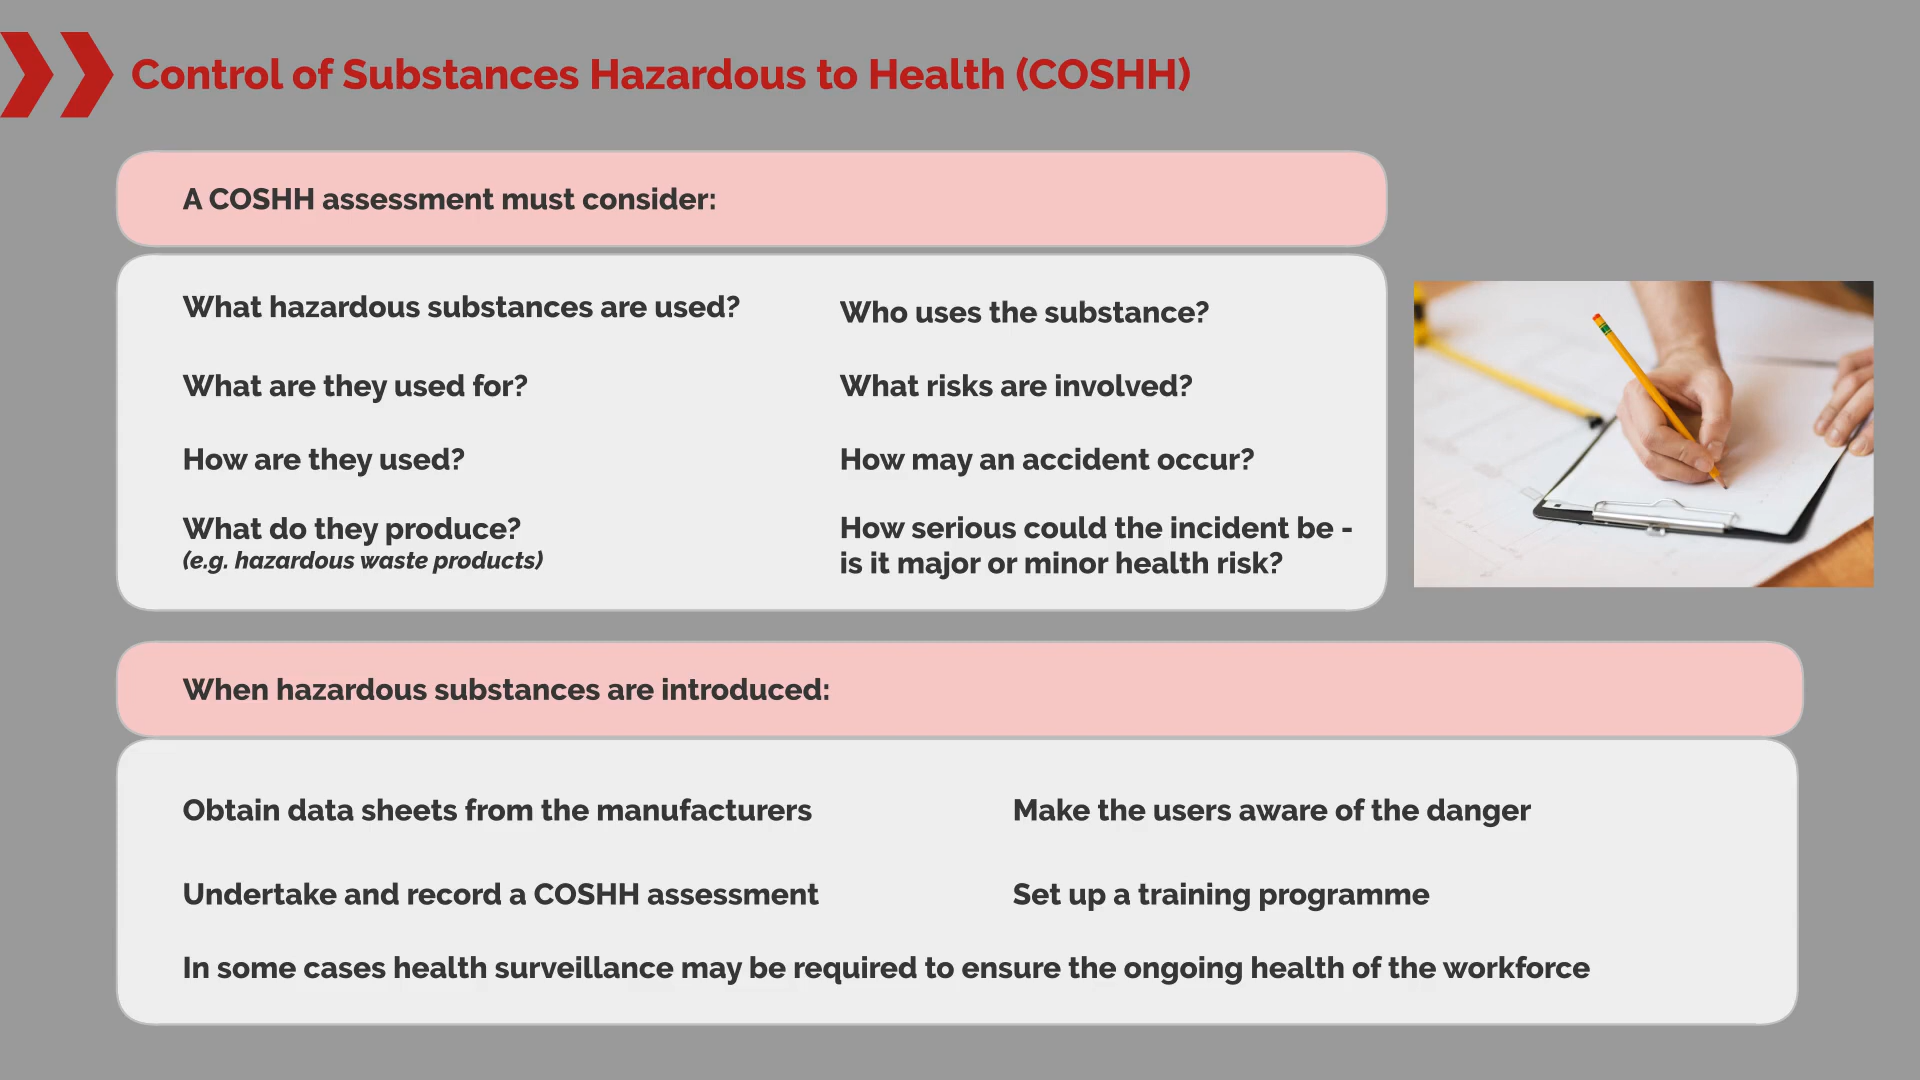 Control of Substances Hazardous to Health (COSHH)
A COSHH assessment must consider:
What hazardous substances are used?
What are they used for?
How are they used?
What do they produce?
(e.g. hazardous waste products)
Who uses the substance?
What risks are involved?
How may an accident occur?
How serious could the incident be -
is it major or minor health risk?
When hazardous substances are introduced:
Obtain data sheets from the manufacturers
Make the users aware of the danger
Undertake and record a COSHH assessment
Set up a training programme
In some cases health surveillance may be required to ensure the ongoing health of the workforce